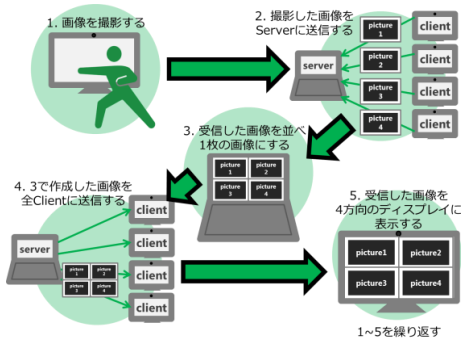 1. 画像を撮影する
2. 撮影した画像を
Serverに送信する
picture
1
client
picture
2
client
server
picture
3
client
picture
4
client
3. 受信した画像を並べ
1枚の画像にする
picture
1
picture
2
picture
3
picture
4
4. 3で作成した画像を
全Clientに送信する
client
client
server
picture
1
picture
2
picture
3
picture
4
client
client
5. 受信した画像を
4方向のディスプレイに
表示する
picture1
picture2
picture3
picture4
1~5を繰り返す